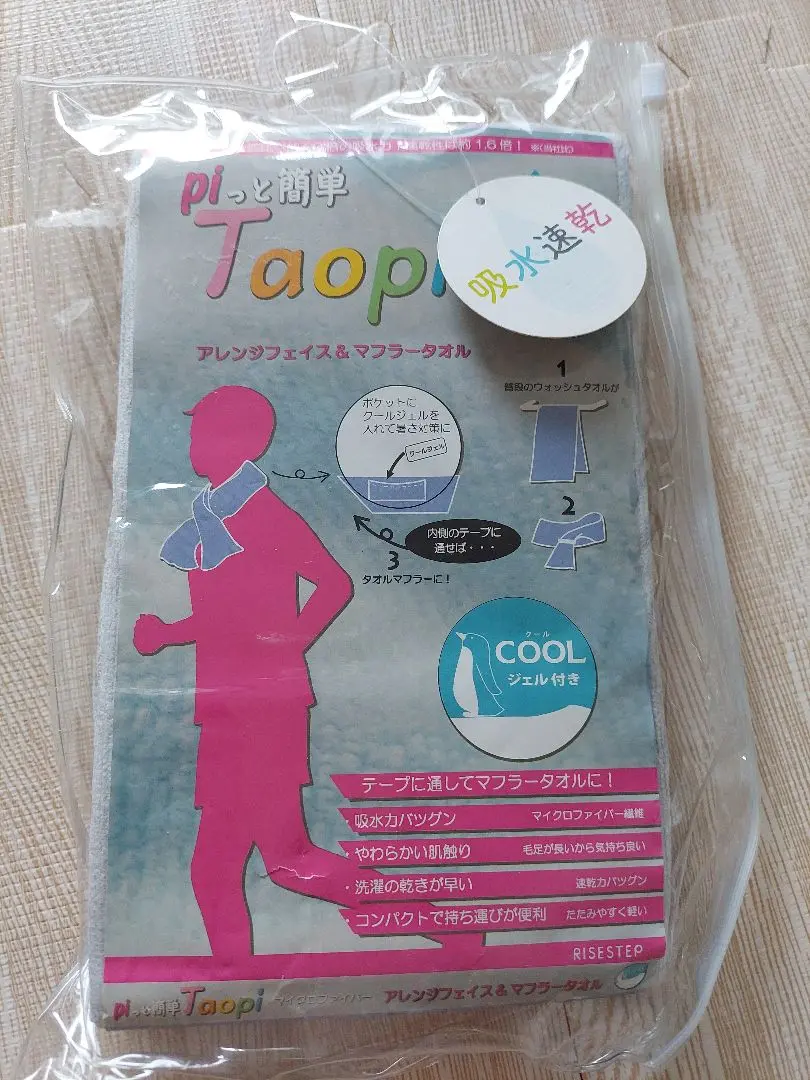 1.6倍！ ※(当社比)
piっと簡単
Taopi
吸水速乾
アレンジフェイス＆マフラータオル
1
普段のウォッシュタオルが
ポケットに
クールジェルを
入れて暑さ対策に
クールジェル
2
内側のテープに
通せば・・・
3
タオルマフラーに！
クール
COOL
ジェル付き
テープに通してマフラータオルに！
・吸水力バツグン マイクロファイバー繊維
・やわらかい肌触り 毛足が長いから気持ち良い
・洗濯の乾きが早い 速乾力バツグン
・コンパクトで持ち運びが便利 たたみやすく軽い
RISESTEP
piっと簡単 Taopi マイクロファイバー アレンジフェイス＆マフラータオル